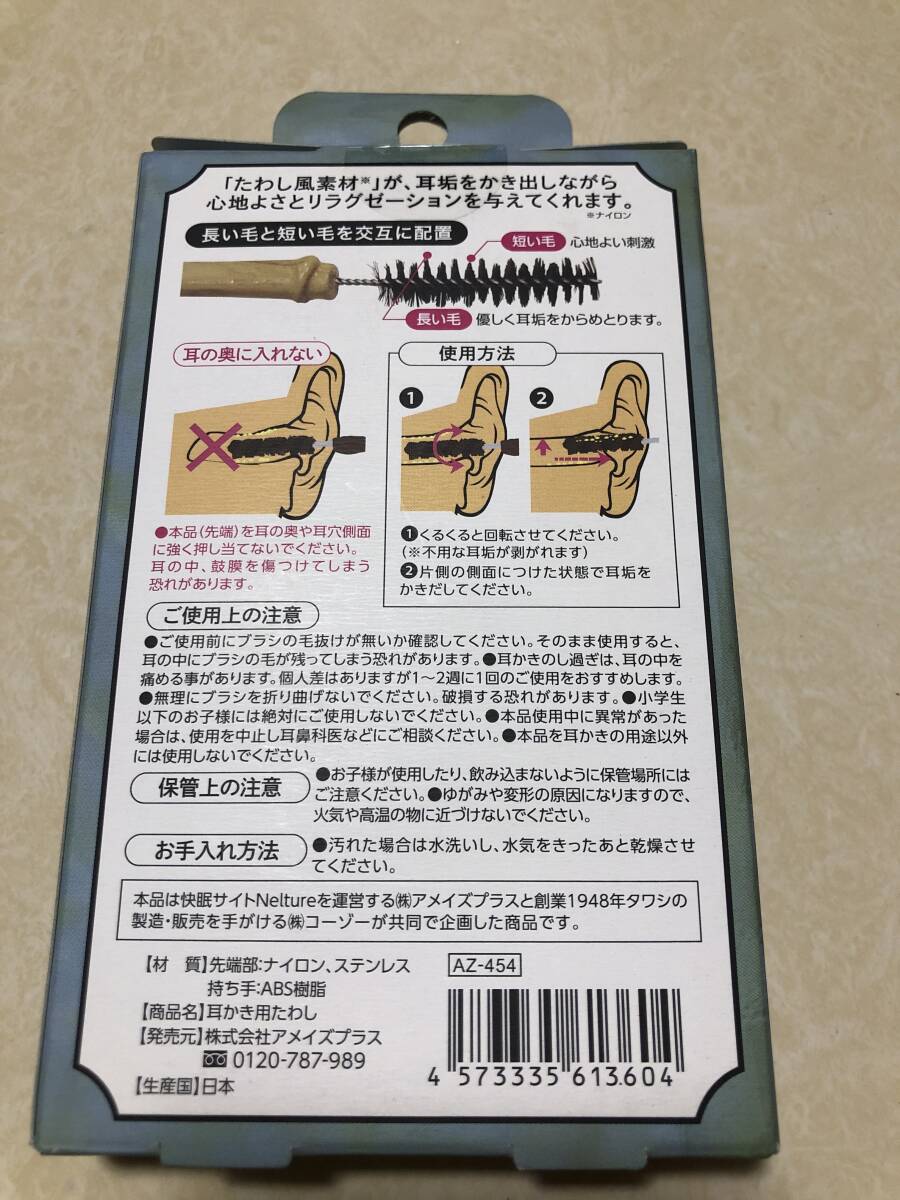 「たわし風素材※」が、耳垢をかき出しながら
心地よさとリラグゼーションを与えてくれます。
※ナイロン
長い毛と短い毛を交互に配置
短い毛 心地よい刺激
長い毛 優しく耳垢をからめとります。
耳の奥に入れない
●本品(先端)を耳の奥や耳穴側面
に強く押し当てないでください。
耳の中、鼓膜を傷つけてしまう
恐れがあります。
使用方法
1 2
❶くるくると回転させてください。
(※不用な耳垢が剥がれます)
❷片側の側面につけた状態で耳垢を
かきだしてください。
ご使用上の注意
●ご使用前にブラシの毛抜けが無いか確認してください。そのまま使用すると、
耳の中にブラシの毛が残ってしまう恐れがあります。●耳かきのし過ぎは、耳の中を
痛める事があります。個人差はありますが1〜2週に1回のご使用をおすすめします。
●無理にブラシを折り曲げないでください。破損する恐れがあります。●小学生
以下のお子様には絶対にご使用しないでください。●本品使用中に異常があった
場合は、使用を中止し耳鼻科医などにご相談ください。●本品を耳かきの用途以外
には使用しないでください。
保管上の注意
●お子様が使用したり、飲み込まないように保管場所には
ご注意ください。●ゆがみや変形の原因になりますので、
火気や高温の物に近づけないでください。
お手入れ方法
●汚れた場合は水洗いし、水気をきったあと乾燥させ
てください。
本品は快眠サイトNeltureを運営する㈱アメイズプラスと創業1948年タワシの
製造・販売を手がける㈱コーゾーが共同で企画した商品です。
【材 質】先端部:ナイロン、ステンレス
持ち手:ABS樹脂
【商品名】耳かき用たわし
【発売元】株式会社アメイズプラス
0120-787-989
【生産国】日本
AZ-454
4 573335 613604